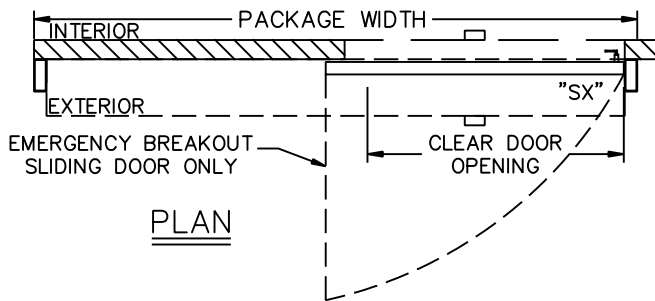 PACKAGE WIDTH
INTERIOR
"SX"
EXTERIOR
EMERGENCY BREAKOUT
SLIDING DOOR ONLY
CLEAR DOOR
OPENING
PLAN